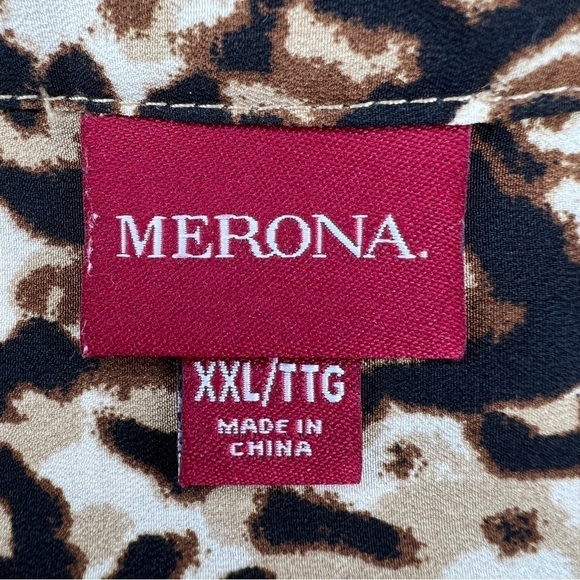 MERONA.
XXL/TTG
MADE IN
CHINA